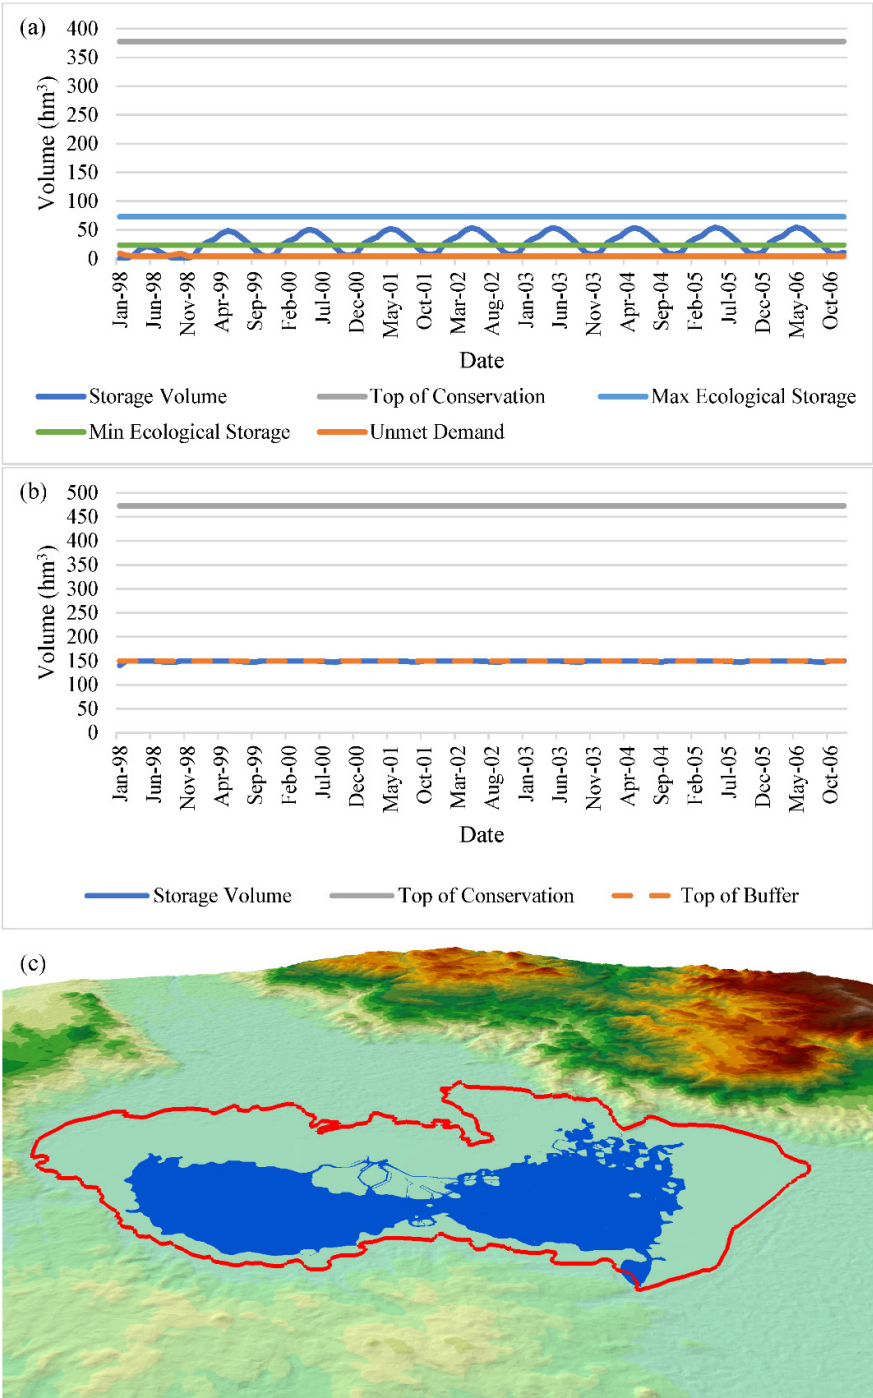 (a)
Volume (hm³)
400
350
300
250
200
150
100
50
0
Jan-98 Jun-98 Nov-98 Apr-99 Sep-99 Feb-00 Jul-00 Dec-00 May-01 Oct-01 Mar-02 Aug-02 Jan-03 Jun-03 Nov-03 Apr-04 Sep-04 Feb-05 Jul-05 Dec-05 May-06 Oct-06
Date
Storage Volume Top of Conservation Max Ecological Storage
Min Ecological Storage Unmet Demand
(b)
Volume (hm³)
500
450
400
350
300
250
200
150
100
50
0
Jan-98 Jun-98 Nov-98 Apr-99 Sep-99 Feb-00 Jul-00 Dec-00 May-01 Oct-01 Mar-02 Aug-02 Jan-03 Jun-03 Nov-03 Apr-04 Sep-04 Feb-05 Jul-05 Dec-05 May-06 Oct-06
Date
Storage Volume Top of Conservation Top of Buffer
(c)